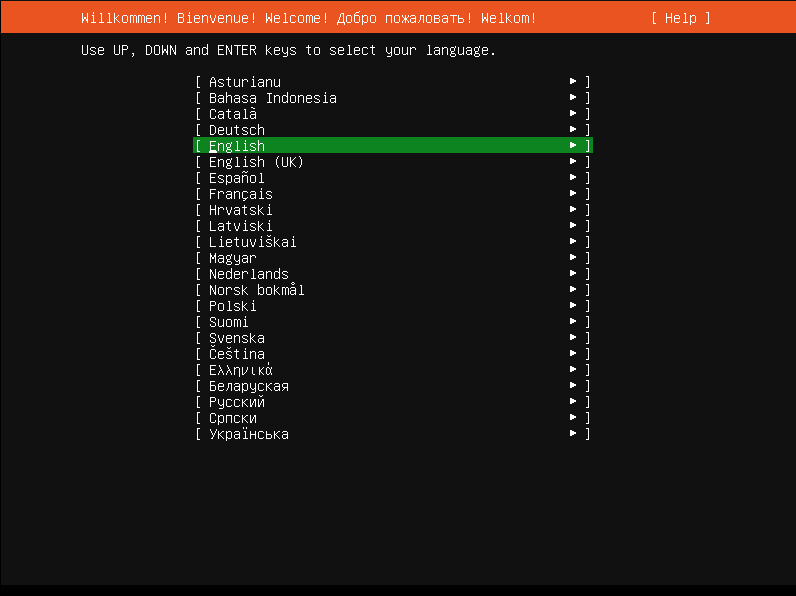 Willkommen! Bienvenue! Welcome! Добро пожаловать! Welkom! [ Help ]
Use UP, DOWN and ENTER keys to select your language.
[ Asturianu ► ]
[ Bahasa Indonesia ► ]
[ Català ► ]
[ Deutsch ► ]
[ English ► ]
[ English (UK) ► ]
[ Español ► ]
[ Français ► ]
[ Hrvatski ► ]
[ Latviski ► ]
[ Lietuviškai ► ]
[ Magyar ► ]
[ Nederlands ► ]
[ Norsk bokmål ► ]
[ Polski ► ]
[ Suomi ► ]
[ Svenska ► ]
[ Čeština ► ]
[ Ελληνικά ► ]
[ Беларуская ► ]
[ Русский ► ]
[ Српски ► ]
[ Українська ► ]